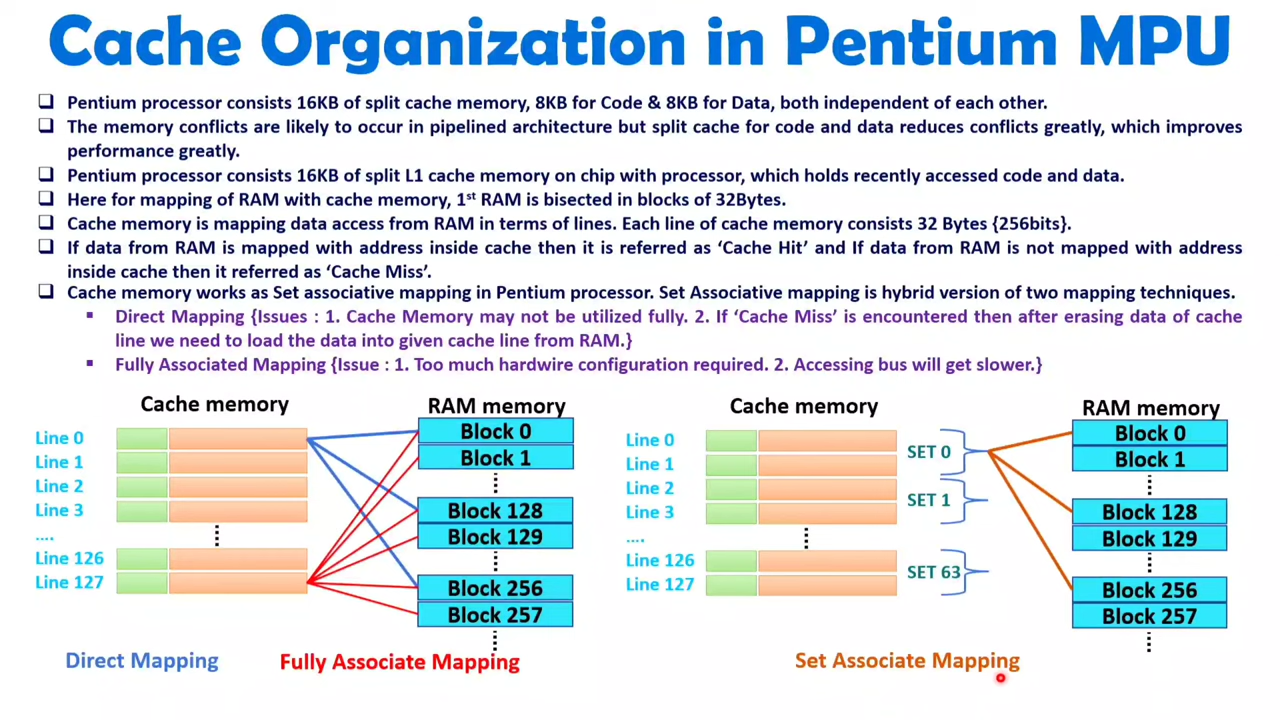 Cache Organization in Pentium MPU
❑ Pentium processor consists 16KB of split cache memory, 8KB for Code & 8KB for Data, both independent of each other.
❑ The memory conflicts are likely to occur in pipelined architecture but split cache for code and data reduces conflicts greatly, which improves
performance greatly.
❑ Pentium processor consists 16KB of split L1 cache memory on chip with processor, which holds recently accessed code and data.
❑ Here for mapping of RAM with cache memory, 1st RAM is bisected in blocks of 32Bytes.
❑ Cache memory is mapping data access from RAM in terms of lines. Each line of cache memory consists 32 Bytes {256bits}.
❑ If data from RAM is mapped with address inside cache then it is referred as ‘Cache Hit’ and If data from RAM is not mapped with address
inside cache then it referred as ‘Cache Miss’.
❑ Cache memory works as Set associative mapping in Pentium processor. Set Associative mapping is hybrid version of two mapping techniques.
▪ Direct Mapping {Issues : 1. Cache Memory may not be utilized fully. 2. If ‘Cache Miss’ is encountered then after erasing data of cache
line we need to load the data into given cache line from RAM.}
▪ Fully Associated Mapping {Issue : 1. Too much hardwire configuration required. 2. Accessing bus will get slower.}
Cache memory
RAM memory
Line 0
Line 1
Line 2
Line 3
....
Line 126
Line 127
Block 0
Block 1
Block 128
Block 129
Block 256
Block 257
Direct Mapping
Fully Associate Mapping
Cache memory
RAM memory
Line 0
Line 1
Line 2
Line 3
....
Line 126
Line 127
SET 0
SET 1
SET 63
Block 0
Block 1
Block 128
Block 129
Block 256
Block 257
Set Associate Mapping